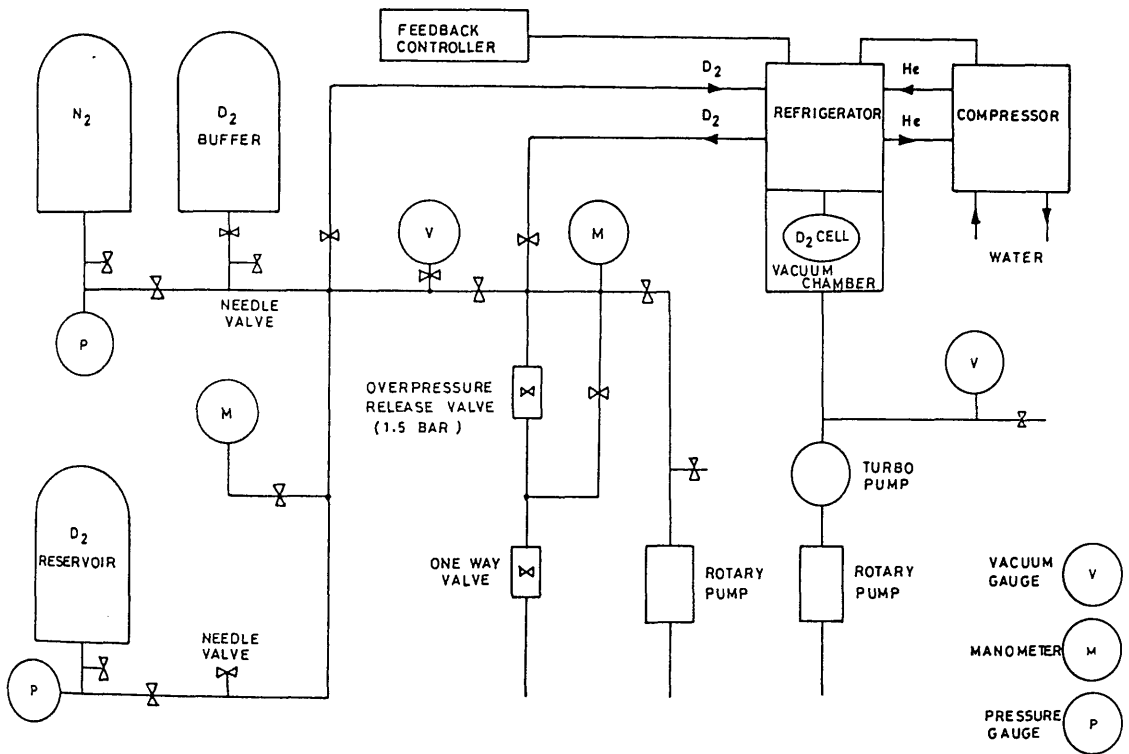 FEEDBACK
CONTROLLER
N2
D2
BUFFER
D2
D2
REFRIGERATOR
He
He
COMPRESSOR
D2 CELL
VACUUM
CHAMBER
WATER
V
M
NEEDLE
VALVE
P
OVERPRESSURE
RELEASE VALVE
(1.5 BAR)
M
V
TURBO
PUMP
D2
RESERVOIR
ONE WAY
VALVE
ROTARY
PUMP
ROTARY
PUMP
NEEDLE
VALVE
P
VACUUM
GAUGE
V
MANOMETER
M
PRESSURE
GAUGE
P